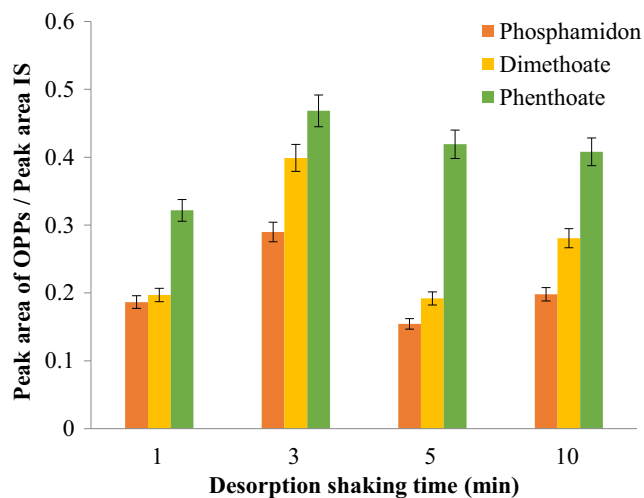 Peak area of OPPs / Peak area IS
0.6
0.5
0.4
0.3
0.2
0.1
0
Phosphamidon
Dimethoate
Phenthoate
1 3 5 10
Desorption shaking time (min)